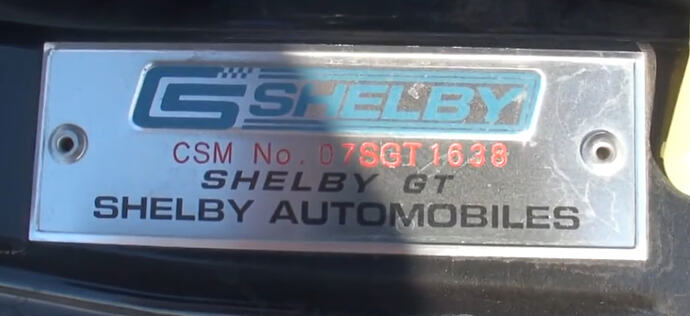 CS SHELBY
CSM No. 07SGT1638
SHELBY GT
SHELBY AUTOMOBILES